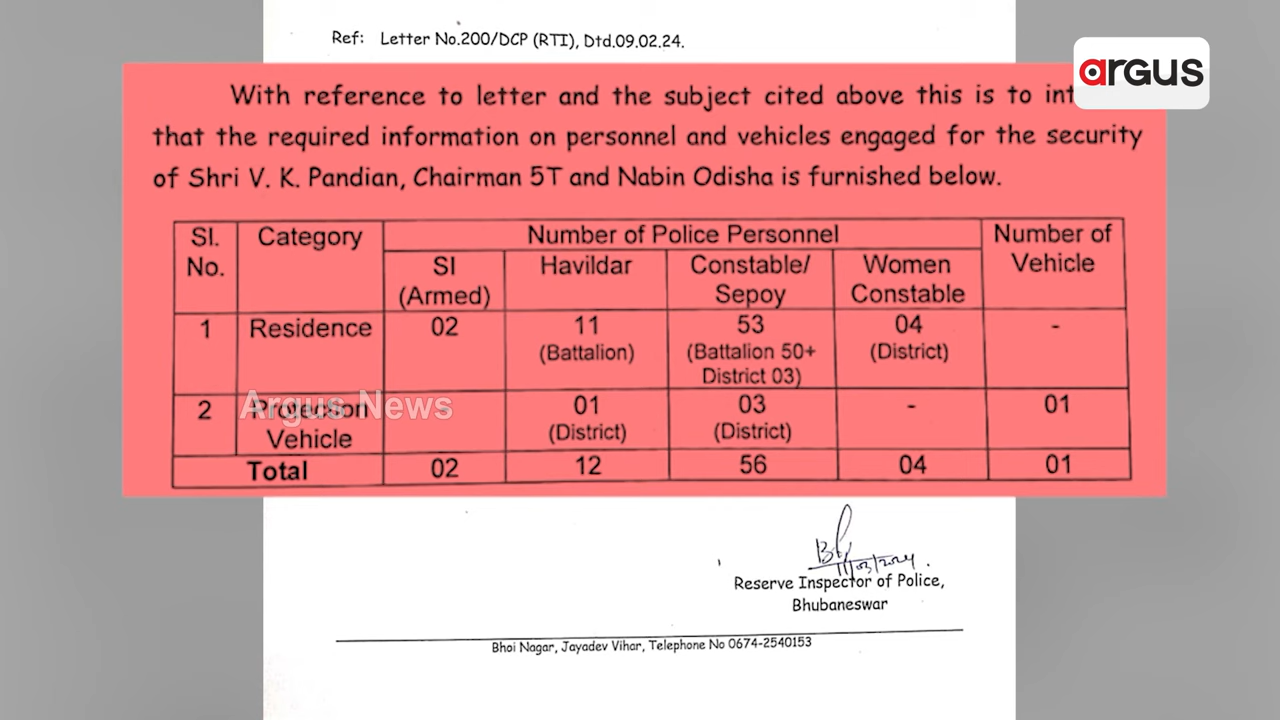 Ref: Letter No.200/DCP (RTI), Dtd.09.02.24.
argus
With reference to letter and the subject cited above this is to
that the required information on personnel and vehicles engaged for the security
of Shri V. K. Pandian, Chairman 5T and Nabin Odisha is furnished below.
Sl. No. Category Number of Police Personnel Number of Vehicle
SI (Armed) Havildar Constable/ Sepoy Women Constable
1 Residence 02 11 (Battalion) 53 (Battalion 50+ District 03) 04 (District) -
2 Protection Vehicle - 01 (District) 03 (District) - 01
Argus News
Total 02 12 56 04 01
11/03/2024
Reserve Inspector of Police,
Bhubaneswar
Bhoi Nagar, Jayadev Vihar, Telephone No 0674-2540153